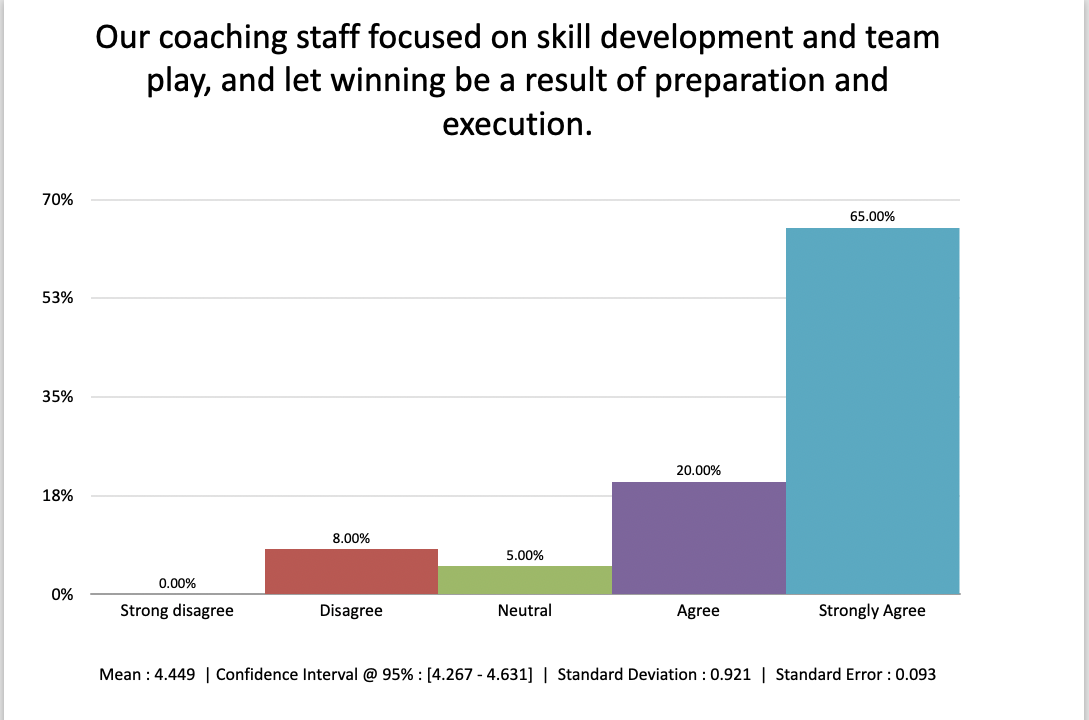 Our coaching staff focused on skill development and team
play, and let winning be a result of preparation and
execution.
70%
65.00%
53%
35%
20.00%
18%
8.00%
5.00%
0.00%
0%
Strong disagree Disagree Neutral Agree Strongly Agree
Mean : 4.449 | Confidence Interval @ 95% : [4.267 - 4.631] | Standard Deviation : 0.921 | Standard Error : 0.093